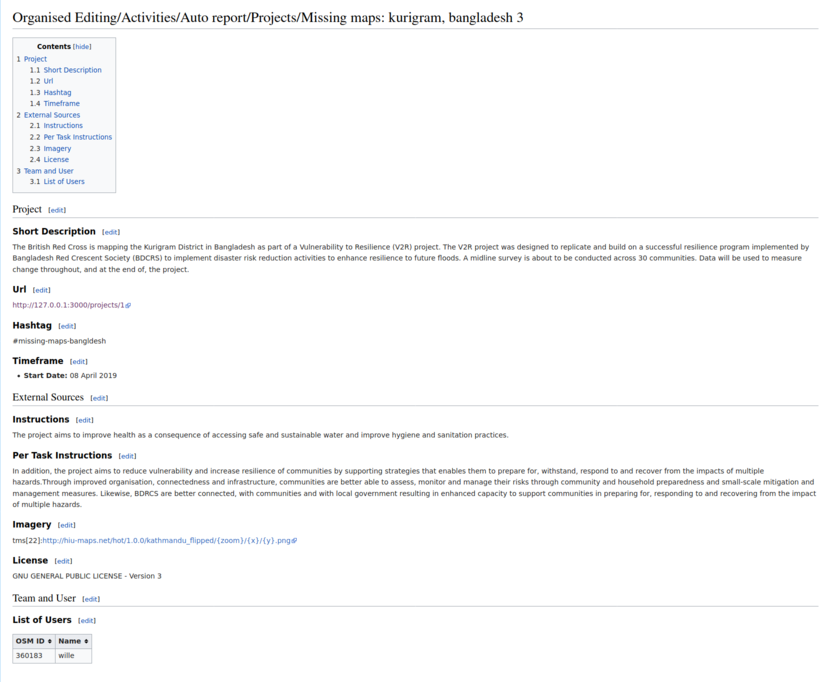 Organised Editing/Activities/Auto report/Projects/Missing maps: kurigram, bangladesh 3
Contents [hide]
1 Project
1.1 Short Description
1.2 Url
1.3 Hashtag
1.4 Timeframe
2 External Sources
2.1 Instructions
2.2 Per Task Instructions
2.3 Imagery
2.4 License
3 Team and User
3.1 List of Users
Project [edit]
Short Description [edit]
The British Red Cross is mapping the Kurigram District in Bangladesh as part of a Vulnerability to Resilience (V2R) project. The V2R project was designed to replicate and build on a successful resilience program implemented by
Bangladesh Red Crescent Society (BDCRS) to implement disaster risk reduction activities to enhance resilience to future floods. A midline survey is about to be conducted across 30 communities. Data will be used to measure
change throughout, and at the end of, the project.
Url [edit]
http://127.0.0.1:3000/projects/1
Hashtag [edit]
#missing-maps-bangldesh
Timeframe [edit]
• Start Date: 08 April 2019
External Sources [edit]
Instructions [edit]
The project aims to improve health as a consequence of accessing safe and sustainable water and improve hygiene and sanitation practices.
Per Task Instructions [edit]
In addition, the project aims to reduce vulnerability and increase resilience of communities by supporting strategies that enables them to prepare for, withstand, respond to and recover from the impacts of multiple
hazards.Through improved organisation, connectedness and infrastructure, communities are better able to assess, monitor and manage their risks through community and household preparedness and small-scale mitigation and
management measures. Likewise, BDCRS are better connected, with communities and with local government resulting in enhanced capacity to support communities in preparing for, responding to and recovering from the impact
of multiple hazards.
Imagery [edit]
tms[22]:http://hiu-maps.net/hot/1.0.0/kathmandu_flipped/{zoom}/{x}/{y}.png
License [edit]
GNU GENERAL PUBLIC LICENSE - Version 3
Team and User [edit]
List of Users [edit]
OSM ID Name
360183 wille